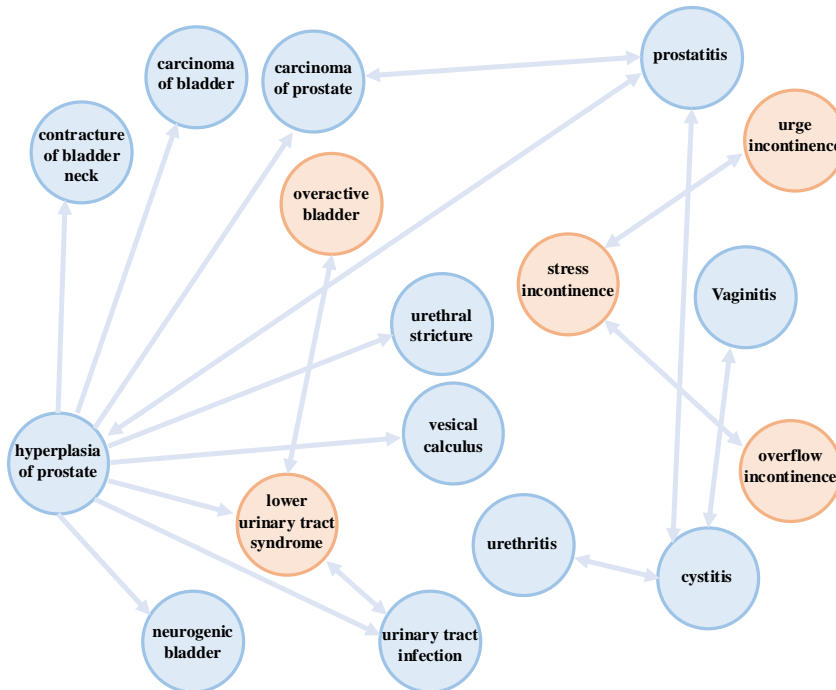 carcinoma
of bladder
carcinoma
of prostate
prostatitis
contracture
of bladder
neck
urge
incontinence
overactive
bladder
stress
incontinence
Vaginitis
urethral
stricture
vesical
calculus
hyperplasia
of prostate
overflow
incontinence
lower
urinary tract
syndrome
urethritis
cystitis
neurogenic
bladder
urinary tract
infection